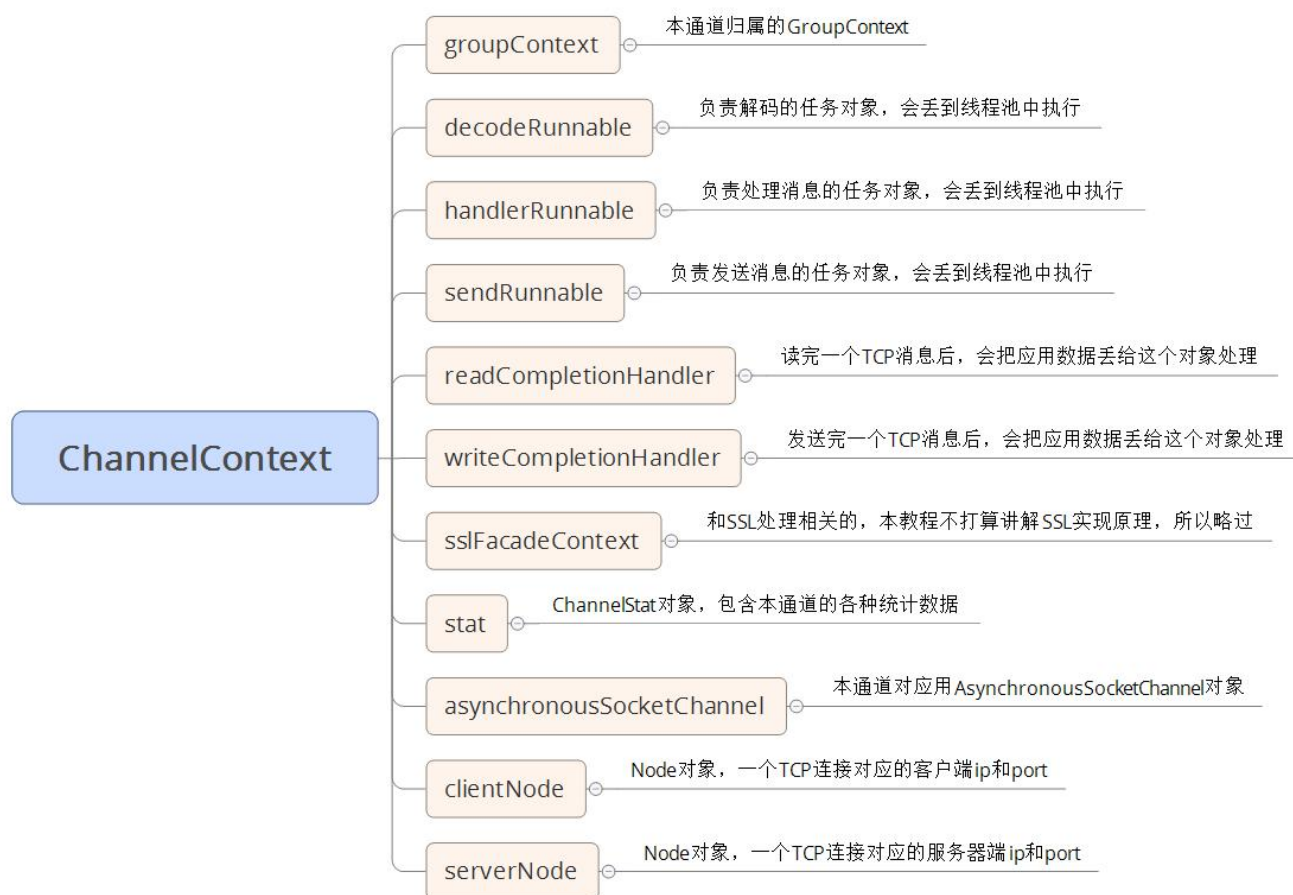 groupContext
本通道归属的GroupContext
decodeRunnable
负责解码的任务对象，会丢到线程池中执行
handlerRunnable
负责处理消息的任务对象，会丢到线程池中执行
sendRunnable
负责发送消息的任务对象，会丢到线程池中执行
readCompletionHandler
读完一个TCP消息后，会把应用数据丢给这个对象处理
ChannelContext
writeCompletionHandler
发送完一个TCP消息后，会把应用数据丢给这个对象处理
sslFacadeContext
和SSL处理相关的，本教程不打算讲解SSL实现原理，所以略过
stat
ChannelStat对象，包含本通道的各种统计数据
asynchronousSocketChannel
本通道对应用AsynchronousSocketChannel对象
clientNode
Node对象，一个TCP连接对应的客户端ip和port
serverNode
Node对象，一个TCP连接对应的服务器端ip和port